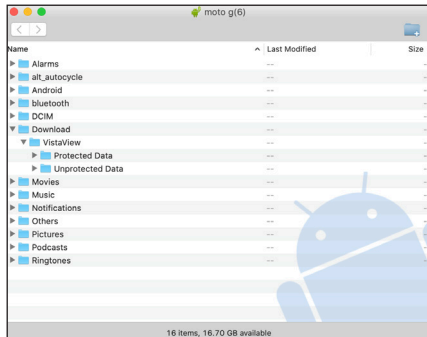 moto g(6)
Name Last Modified Size
Alarms -- --
alt_autocycle -- --
Android -- --
bluetooth -- --
DCIM -- --
Download -- --
VistaView -- --
Protected Data -- --
Unprotected Data -- --
Movies -- --
Music -- --
Notifications -- --
Others -- --
Pictures -- --
Podcasts -- --
Ringtones -- --
16 items, 16.70 GB available